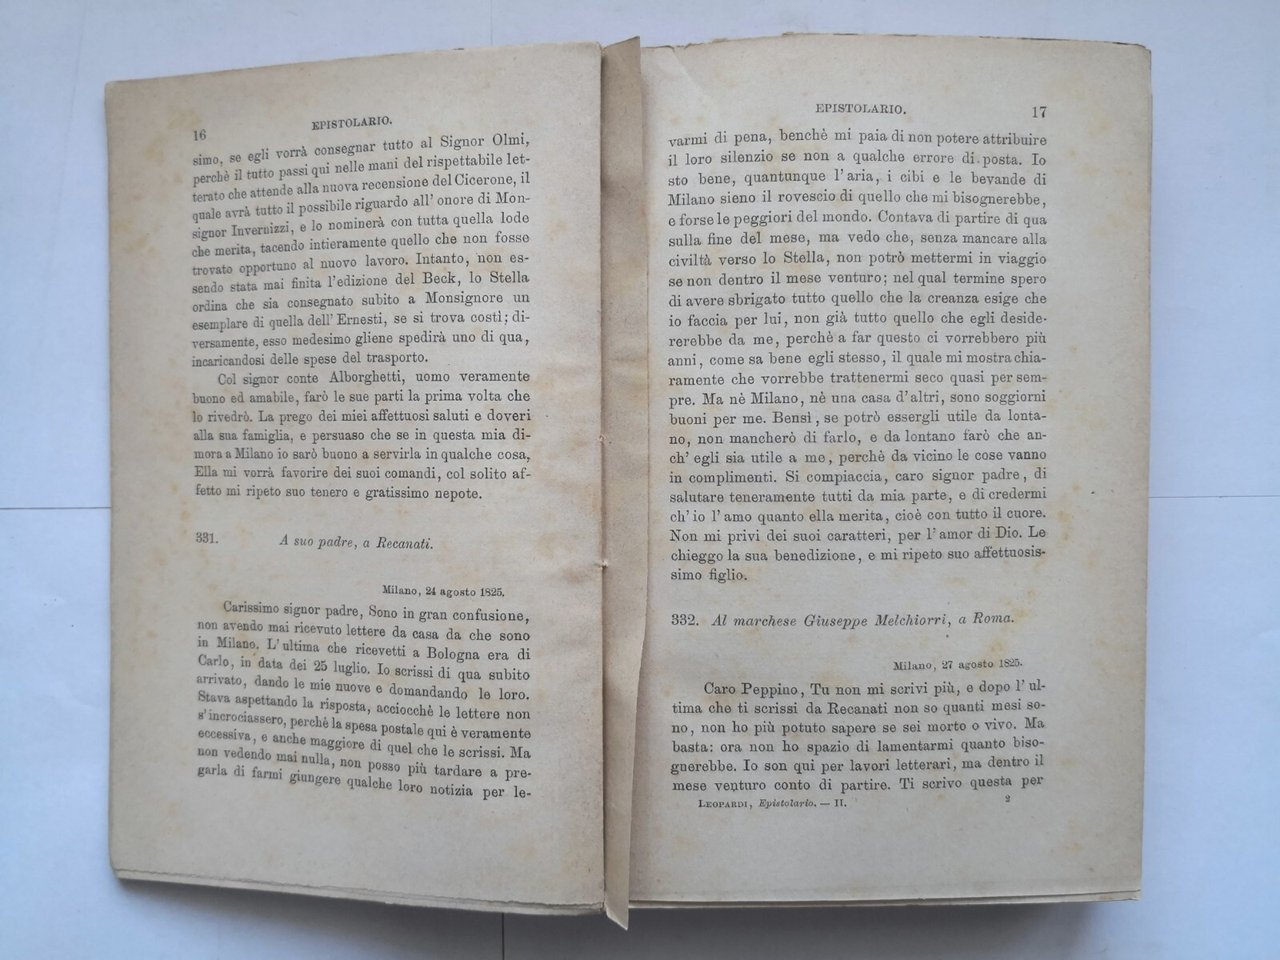 16
EPISTOLARIO.
simo, se egli vorrà consegnar tutto al Signor Olmi,
perchè il tutto passi qui nelle mani del rispettabile let-
terato che attende alla nuova recensione del Cicerone, il
quale avrà tutto il possibile riguardo all' onore di Mon-
signor Invernizzi, e lo nominerà con tutta quella lode
che merita, tacendo intieramente quello che non fosse
trovato opportuno al nuovo lavoro. Intanto, non es-
sendo stata mai finita l'edizione del Beck, lo Stella
ordina che sia consegnato subito a Monsignore un
esemplare di quella dell' Ernesti, se si trova costì; di-
versamente, esso medesimo gliene spedirà uno di qua,
incaricandosi delle spese del trasporto.
Col signor conte Alborghetti, uomo veramente
buono ed amabile, farò le sue parti la prima volta che
lo rivedrò. La prego dei miei affettuosi saluti e doveri
alla sua famiglia, e persuaso che se in questa mia di-
mora a Milano io sarò buono a servirla in qualche cosa,
Ella mi vorrà favorire dei suoi comandi, col solito af-
fetto mi ripeto suo tenero e gratissimo nepote.
331. A suo padre, a Recanati.
Milano, 24 agosto 1825.
Carissimo signor padre, Sono in gran confusione,
non avendo mai ricevuto lettere da casa da che sono
in Milano. L'ultima che ricevetti a Bologna era di
Carlo, in data dei 25 luglio. Io scrissi di qua subito
arrivato, dando le mie nuove e domandando le loro.
Stava aspettando la risposta, acciocchè le lettere non
s'incrociassero, perchè la spesa postale qui è veramente
eccessiva, e anche maggiore di quel che le scrissi. Ma
non vedendo mai nulla, non posso più tardare a pre-
garla di farmi giungere qualche loro notizia per le-
EPISTOLARIO.
17
varmi di pena, benchè mi paia di non potere attribuire
il loro silenzio se non a qualche errore di posta. Io
sto bene, quantunque l'aria, i cibi e le bevande di
Milano sieno il rovescio di quello che mi bisognerebbe,
e forse le peggiori del mondo. Contava di partire di qua
sulla fine del mese, ma vedo che, senza mancare alla
civiltà verso lo Stella, non potrò mettermi in viaggio
se non dentro il mese venturo; nel qual termine spero
di avere sbrigato tutto quello che la creanza esige che
io faccia per lui, non già tutto quello che egli deside-
rerebbe da me, perchè a far questo ci vorrebbero più
anni, come sa bene egli stesso, il quale mi mostra chia-
ramente che vorrebbe trattenermi seco quasi per sem-
pre. Ma nè Milano, nè una casa d'altri, sono soggiorni
buoni per me. Bensì, se potrò essergli utile da lonta-
no, non mancherò di farlo, e da lontano farò che an-
ch' egli sia utile a me, perchè da vicino le cose vanno
in complimenti. Si compiaccia, caro signor padre, di
salutare teneramente tutti da mia parte, e di credermi
ch' io l'amo quanto ella merita, cioè con tutto il cuore.
Non mi privi dei suoi caratteri, per l'amor di Dio. Le
chieggo la sua benedizione, e mi ripeto suo affettuosis-
simo figlio.
332. Al marchese Giuseppe Melchiorri, a Roma.
Milano, 27 agosto 1825.
Caro Peppino, Tu non mi scrivi più, e dopo l'ul-
tima che ti scrissi da Recanati non so quanti mesi so-
no, non ho più potuto sapere se sei morto o vivo. Ma
basta: ora non ho spazio di lamentarmi quanto biso-
gnerebbe. Io son qui per lavori letterari, ma dentro il
mese venturo conto di partire. Ti scrivo questa per
LEOPARDI, Epistolario. — II. 2